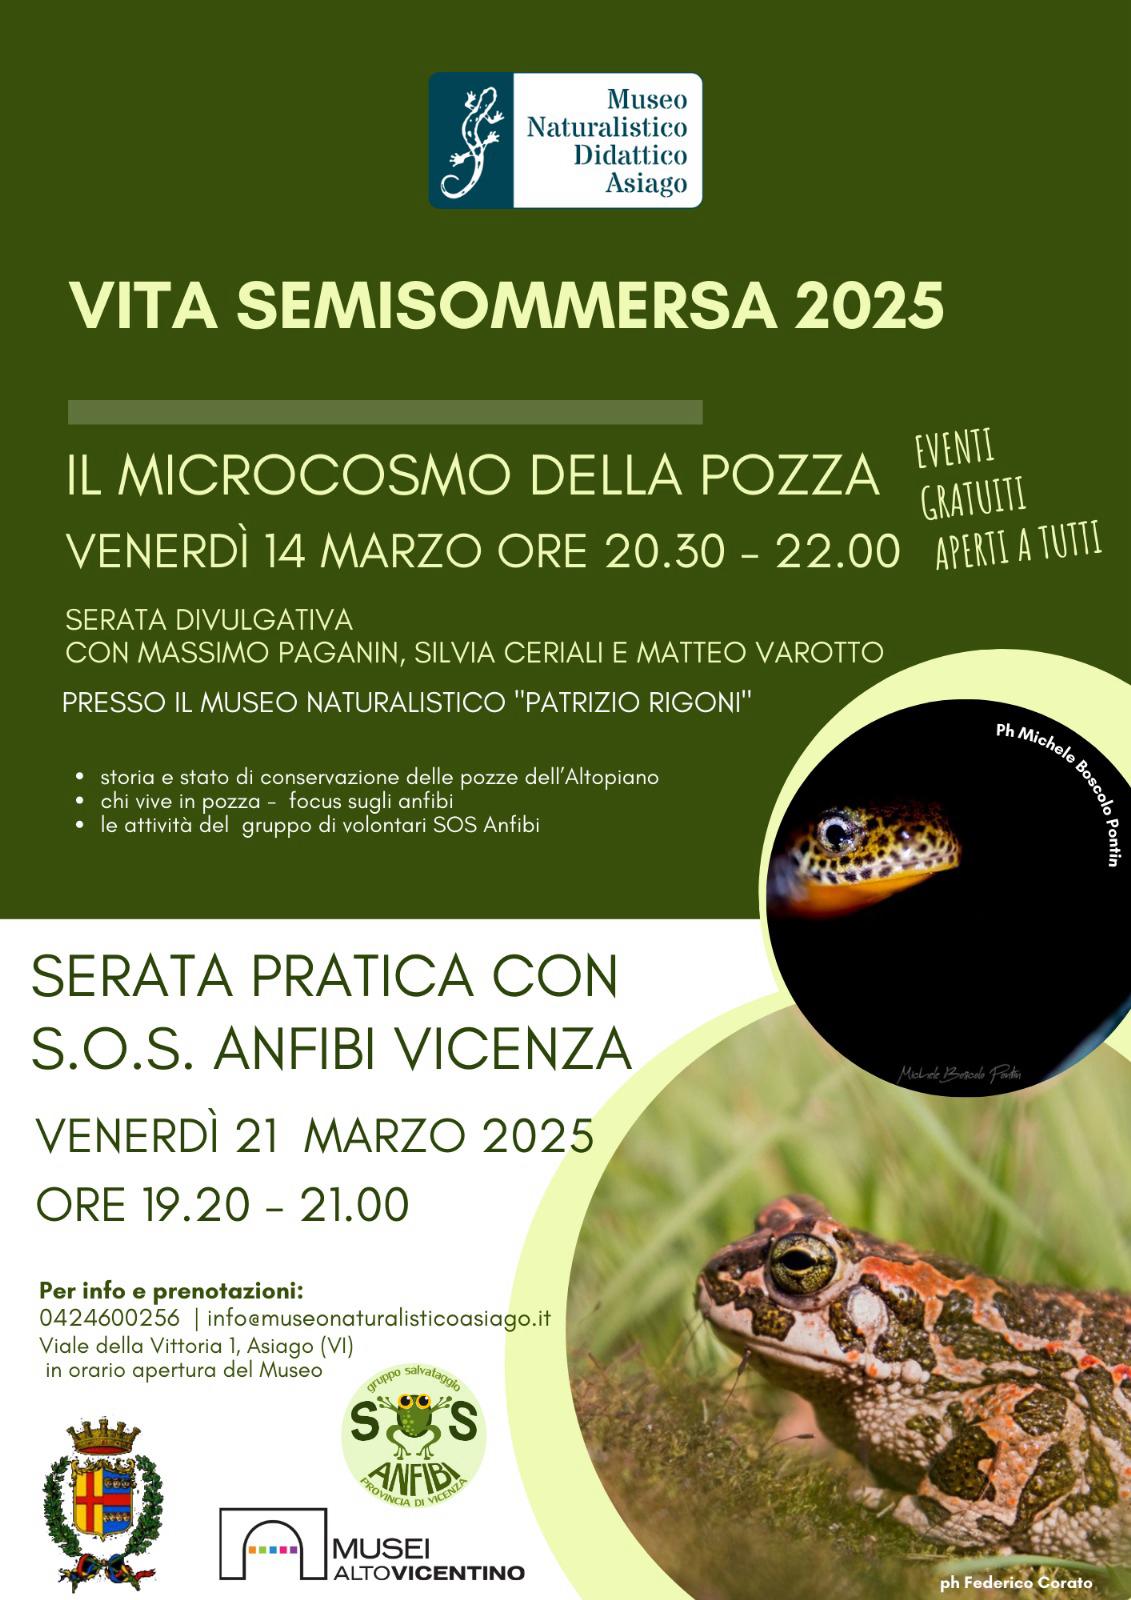 Museo
Naturalistico
Didattico
Asiago
VITA SEMISOMMERSA 2025
IL MICROCOSMO DELLA POZZA
EVENTI
GRATUITI
APERTI A TUTTI
VENERDÌ 14 MARZO ORE 20.30 - 22.00
SERATA DIVULGATIVA
CON MASSIMO PAGANIN, SILVIA CERIALI E MATTEO VAROTTO
PRESSO IL MUSEO NATURALISTICO "PATRIZIO RIGONI"
• storia e stato di conservazione delle pozze dell'Altopiano
• chi vive in pozza - focus sugli anfibi
• le attività del gruppo di volontari SOS Anfibi
Ph Michele Boscolo Pontin
Michele Boscolo Pontin
SERATA PRATICA CON
S.O.S. ANFIBI VICENZA
VENERDÌ 21 MARZO 2025
ORE 19.20 - 21.00
Per info e prenotazioni:
0424600256 | info@museonaturalisticoasiago.it
Viale della Vittoria 1, Asiago (VI)
in orario apertura del Museo
gruppo salvataggio
SOS
ANFIBI
PROVINCIA DI VICENZA
MUSEI
ALTOVICENTINO
ph Federico Corato